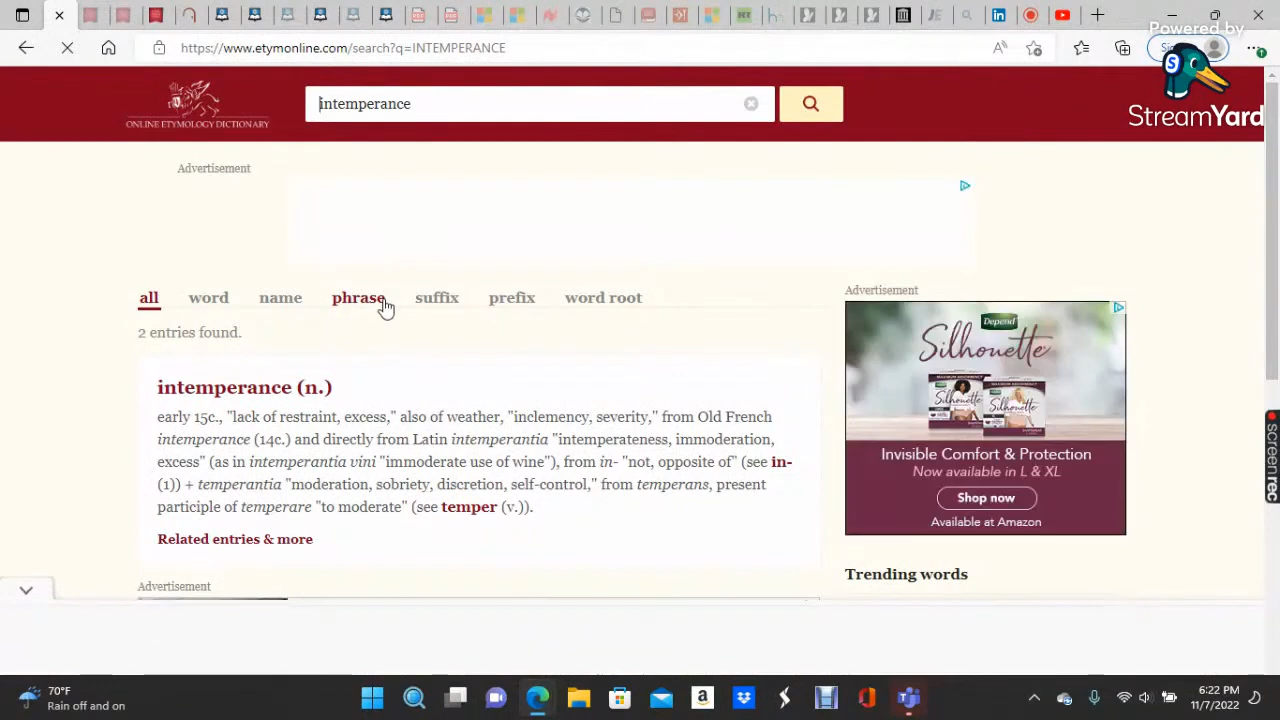 https://www.etymonline.com/search?q=INTEMPERANCE
Powered by
StreamYard
ONLINE ETYMOLOGY DICTIONARY
intemperance
Advertisement
all word name phrase suffix prefix word root
2 entries found.
intemperance (n.)
early 15c., "lack of restraint, excess," also of weather, "inclemency, severity," from Old French
intemperance (14c.) and directly from Latin intemperantia "intemperateness, immoderation,
excess" (as in intemperantia vini "immoderate use of wine"), from in- "not, opposite of" (see in-
(1)) + temperantia "moderation, sobriety, discretion, self-control," from temperans, present
participle of temperare "to moderate" (see temper (v.)).
Related entries & more
Advertisement
Advertisement
Depend
Silhouette
Invisible Comfort & Protection
Now available in L & XL
Shop now
Available at Amazon
Trending words
screenrec
70°F
Rain off and on
6:22 PM
11/7/2022